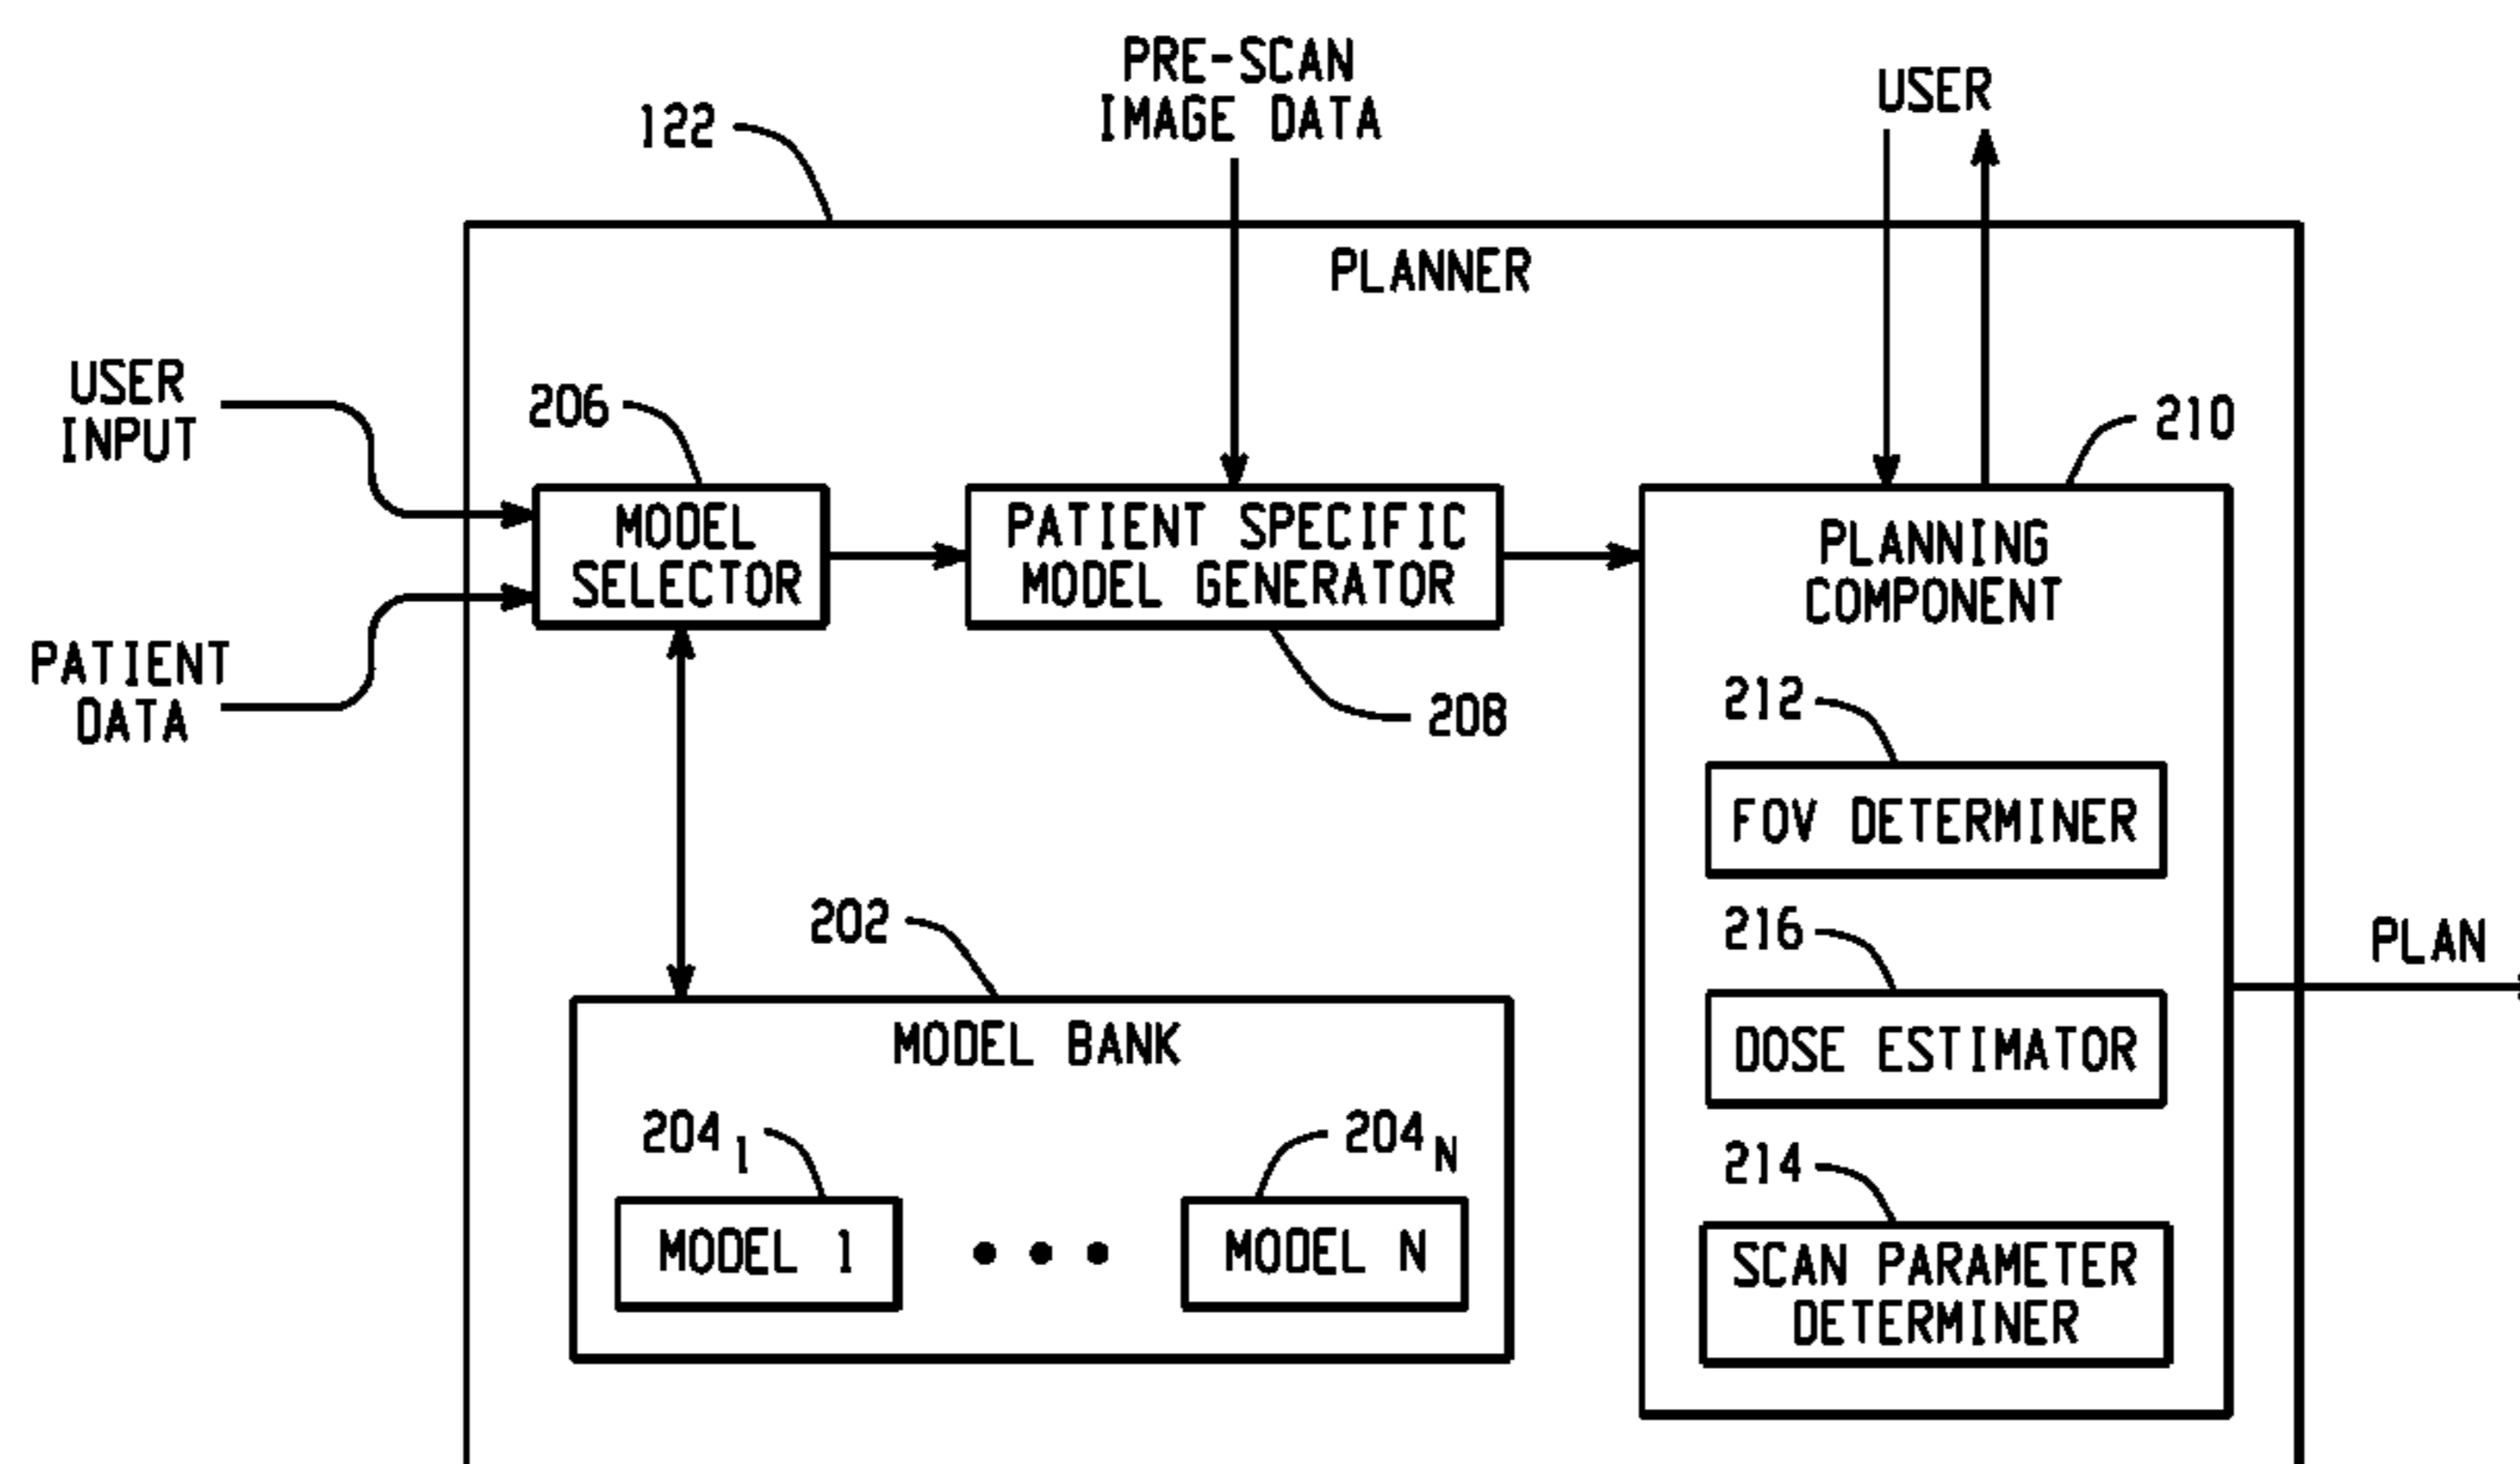 PRE-SCAN
IMAGE DATA
USER
122
PLANNER
USER
INPUT
206
210
MODEL
SELECTOR
PATIENT SPECIFIC
MODEL GENERATOR
PLANNING
COMPONENT
PATIENT
DATA
208
212
FOV DETERMINER
202
216
PLAN
MODEL BANK
DOSE ESTIMATOR
204 1
204 N
214
MODEL 1
MODEL N
SCAN PARAMETER
DETERMINER